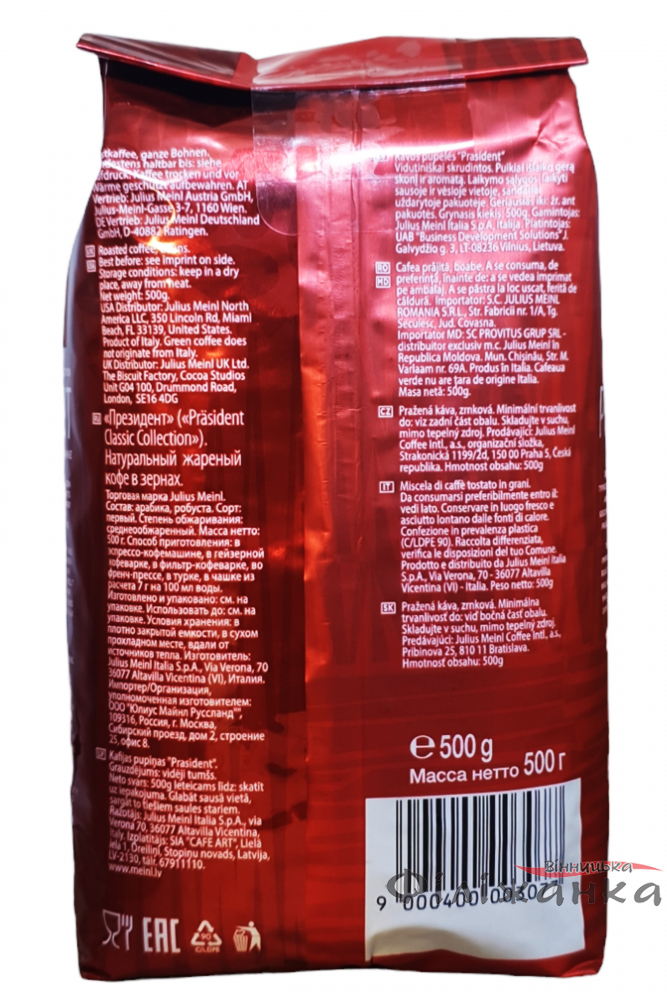 ganze Bohnen.
haltbar bis: siehe
Kaffee trocken und vor
Wärme geschützt aufbewahren. AT
Vertrieb: Julius Meinl Austria GmbH,
Julius-Meinl-Gasse 3-7, 1160 Wien.
DE Vertrieb: Julius Meinl Deutschland
GmbH, D-40882 Ratingen.
Roasted coffee,
Best before: see imprint on side.
Storage conditions: keep in a dry
place, away from heat.
Net weight: 500g.
USA Distributor: Julius Meinl North
America LLC, 350 Lincoln Rd, Miami
Beach, FL 33139, United States.
Product of Italy. Green coffee does
not originate from Italy.
UK Distributor: Julius Meinl UK Ltd.
The Biscuit Factory, Cocoa Studios
Unit G04 100, Drummond Road,
London, SE16 4DG
«Президент» («Präsident
Classic Collection»).
Натуральный жареный
кофе в зернах.
Торговая марка Julius Meinl.
Состав: арабика, робуста. Сорт:
первый. Степень обжаривания:
среднеобжаренный. Масса нетто:
500 г. Способ приготовления: в
эспрессо-кофемашине, в гейзерной
кофеварке, в фильтр-кофеварке, во
френч-прессе, в турке, в чашке из
расчета 7 г на 100 мл воды.
Изготовлено и упаковано: см. на
упаковке. Использовать до: см. на
упаковке. Условия хранения: в
плотно закрытой емкости, в сухом
прохладном месте, вдали от
источников тепла. Изготовитель:
Julius Meinl Italia S.p.A., Via Verona, 70
36077 Altavilla Vicentina (VI), Италия.
Импортер/Организация,
уполномоченная изготовителем:
ООО "Юлиус Майнл Руссланд",
109316, Россия, г. Москва,
Сибирский проезд, дом 2, строение
25, офис 8.
Kafijas pupiņas "Prasident".
Grauzdējums: vidēji tumšs.
Neto svars: 500g Ieteicams līdz: skatīt
uz iepakojuma. Glabāt sausā vietā,
sargāt no tiešiem saules stariem.
Ražotājs: Julius Meinl Italia S.p.A., via
Verona 70, 36077 Altavilla Vicentina,
Italy. Izplatītājs: SIA "CAFE ART", Lielā
iela 1, Dreiliņi, Stopiņu novads, Latvija,
LV-2130, tālr. 67911110.
www.meinl.lv
EAC
90
C/LDPE
Kavos pupelės "Prasident"
Vidutiniškai skrudintos. Puikiai išlaiko gerą
skonį ir aromatą. Laikymo sąlygos: laikyti
sausoje ir vėsioje vietoje, sandariai
uždarytoje pakuotėje. Geriausias iki: žr. ant
pakuotės. Grynasis kiekis: 500g. Gamintojas:
Julius Meinl Italia S.p.A. Italija. Platintojas:
UAB "Business Development Solutions" J.
Galvydžio g. 3, LT-08236 Vilnius, Lietuva.
RO Cafea prăjită, boabe. A se consuma, de
MD preferință, înainte de: a se vedea imprimat
pe ambalaj. A se păstra la loc uscat, ferită de
căldură. Importator: S.C. JULIUS MEINL
ROMANIA S.R.L., Str. Fabricii nr. 1/A, Tg.
Secuiesc, Jud. Covasna.
Importator MD: SC PROVITUS GRUP SRL -
distribuitor exclusiv m.c. Julius Meinl în
Republica Moldova. Mun. Chișinău, Str. M.
Varlaam nr. 69A. Produs în Italia. Cafeaua
verde nu are țara de origine Italia.
Masa netă: 500g.
CZ Pražená káva, zrnková. Minimální trvanlivost
do: viz zadní část obalu. Skladujte v suchu,
mimo tepelný zdroj. Prodávající: Julius Meinl
Coffee Intl., a.s., organizační složka,
Strakonická 1199/2d, 150 00 Praha 5, Česká
republika. Hmotnost obsahu: 500g
IT Miscela di caffè tostato in grani.
Da consumarsi preferibilmente entro il:
vedi lato. Conservare in luogo fresco e
asciutto lontano dalle fonti di calore.
Confezione in prevalenza plastica
(C/LDPE 90). Raccolta differenziata,
verifica le disposizioni del tuo Comune.
Prodotto e distribuito da Julius Meinl Italia
S.p.A., Via Verona, 70 - 36077 Altavilla
Vicentina (VI) - Italia. Peso netto: 500g
SK Pražená káva, zrnková. Minimálna
trvanlivosť do: viď bočná časť obalu.
Skladujte v suchu, mimo tepelný zdroj.
Predávajúci: Julius Meinl Coffee Intl., a.s.,
Pribinova 25, 810 11 Bratislava.
Hmotnosť obsahu: 500g
e 500 g
Масса нетто 500 г
Вінницька
Філіжанка
9 000400 00307